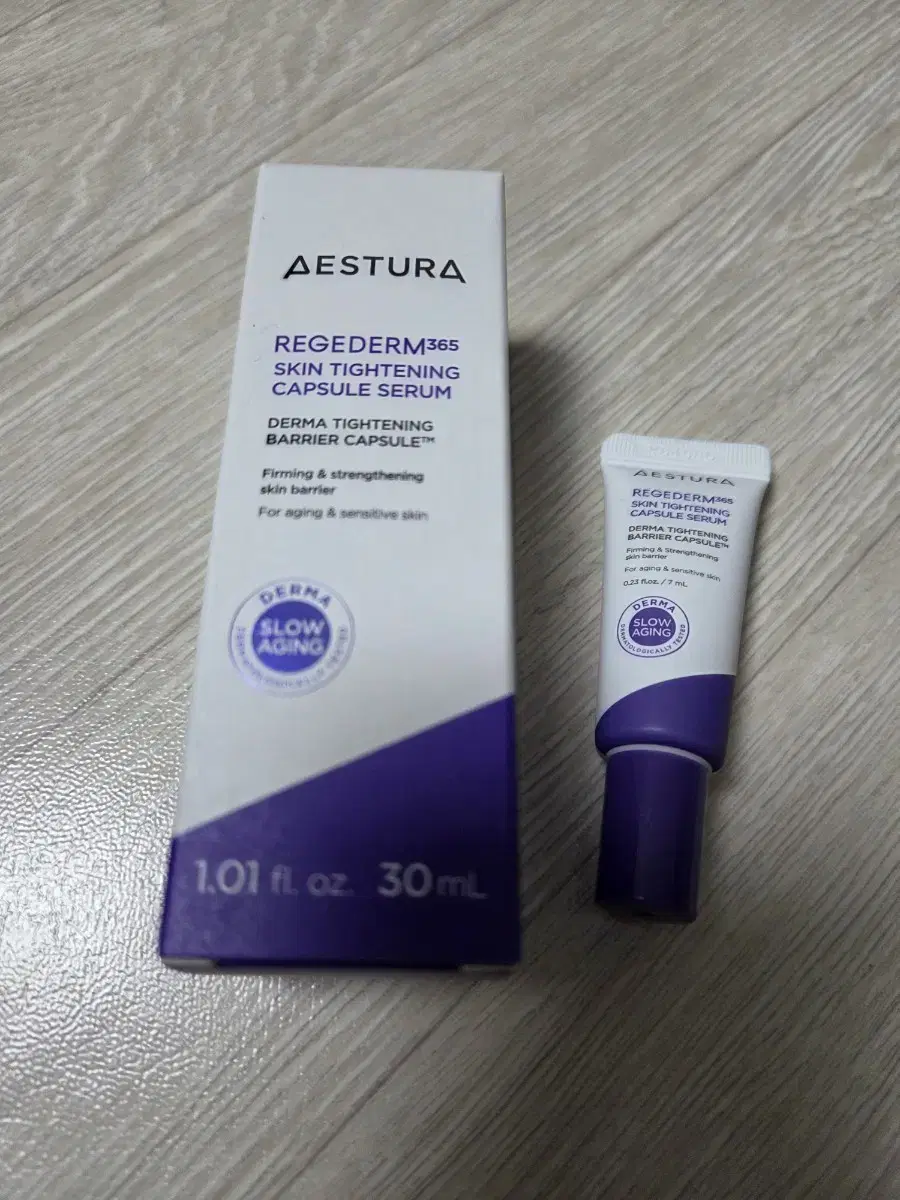 AESTURA
REGEDERM365
SKIN TIGHTENING
CAPSULE SERUM
DERMA TIGHTENING
BARRIER CAPSULE™
Firming & strengthening
skin barrier
For aging & sensitive skin
DERMA
SLOW
AGING
DERMATOLOGICALLY TESTED
1.01 fl. oz. 30mL
AESTURA
REGEDERM365
SKIN TIGHTENING
CAPSULE SERUM
DERMA TIGHTENING
BARRIER CAPSULE™
Firming & Strengthening
skin barrier
For aging & sensitive skin
0.23 fl.oz. / 7 mL
DERMA
SLOW
AGING
DERMATOLOGICALLY TESTED